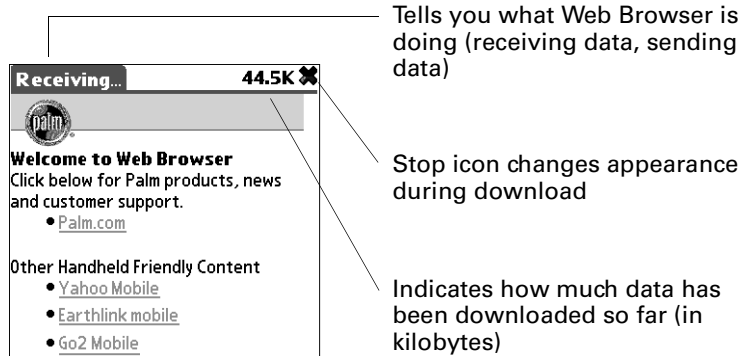 Tells you what Web Browser is
doing (receiving data, sending
data)
Receiving...
44.5K
palm
Welcome to Web Browser
Click below for Palm products, news
and customer support.
• Palm.com
Stop icon changes appearance
during download
Other Handheld Friendly Content
• Yahoo Mobile
• Earthlink mobile
• Go2 Mobile
Indicates how much data has
been downloaded so far (in
kilobytes)